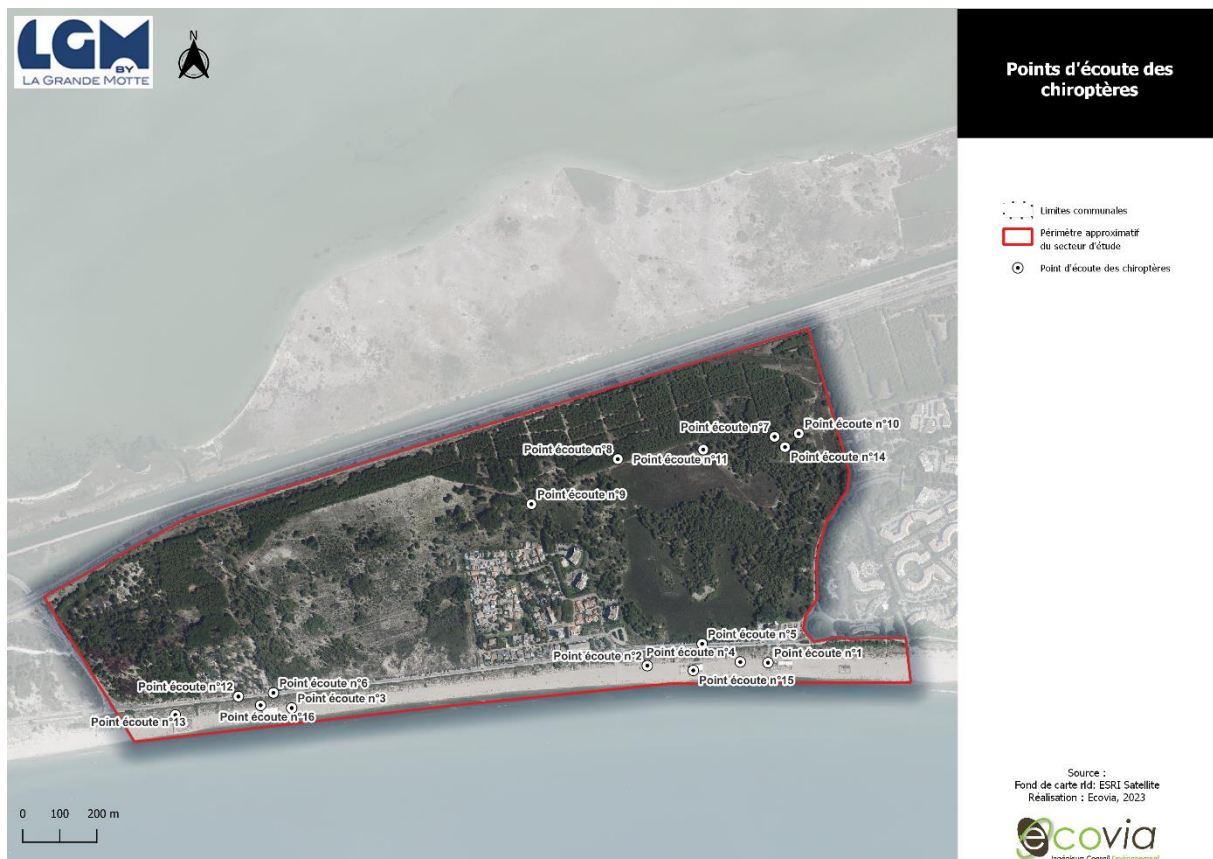 LGM
BY
LA GRANDE MOTTE
N
Points d'écoute des
chiroptères
Limites communales
Périmètre approximatif
du secteur d'étude
Point d'écoute des chiroptères
Point écoute n°7
Point écoute n°10
Point écoute n°8
Point écoute n°11
Point écoute n°14
Point écoute n°9
Point écoute n°5
Point écoute n°2
Point écoute n°4
Point écoute n°1
Point écoute n°15
Point écoute n°12
Point écoute n°6
Point écoute n°3
Point écoute n°16
Point écoute n°13
0 100 200 m
Source :
Fond de carte rld: ESRI Satellite
Réalisation : Ecovia, 2023
écovia
Ingénieurs Conseil Environnement